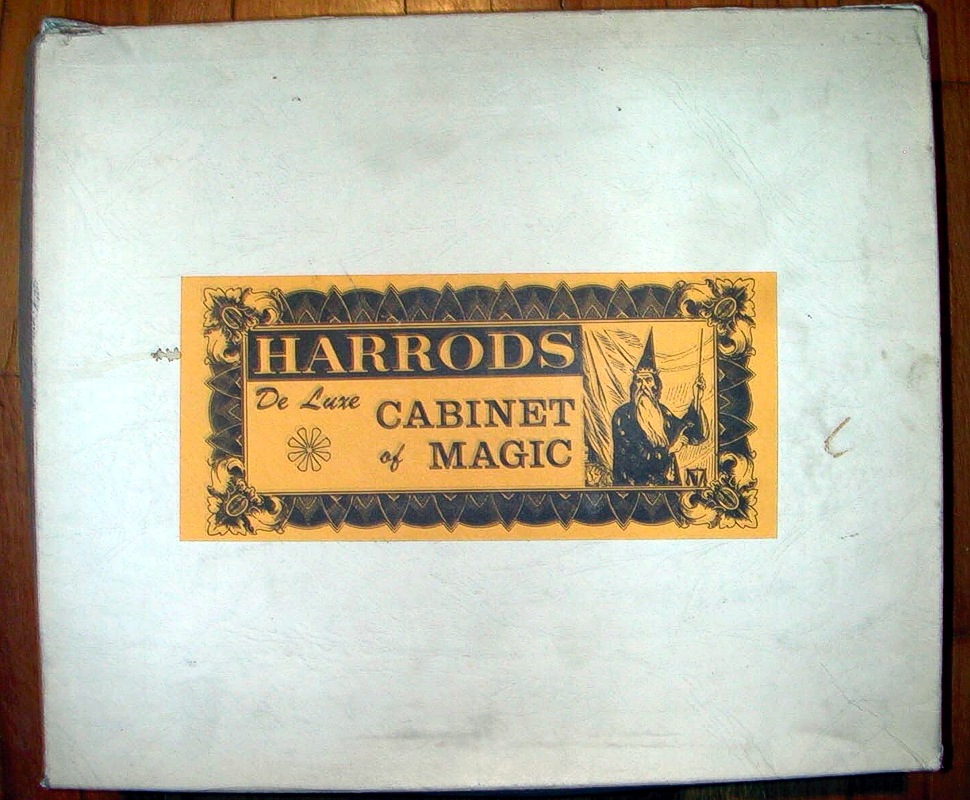 HARRODS
De Luxe
CABINET
of MAGIC